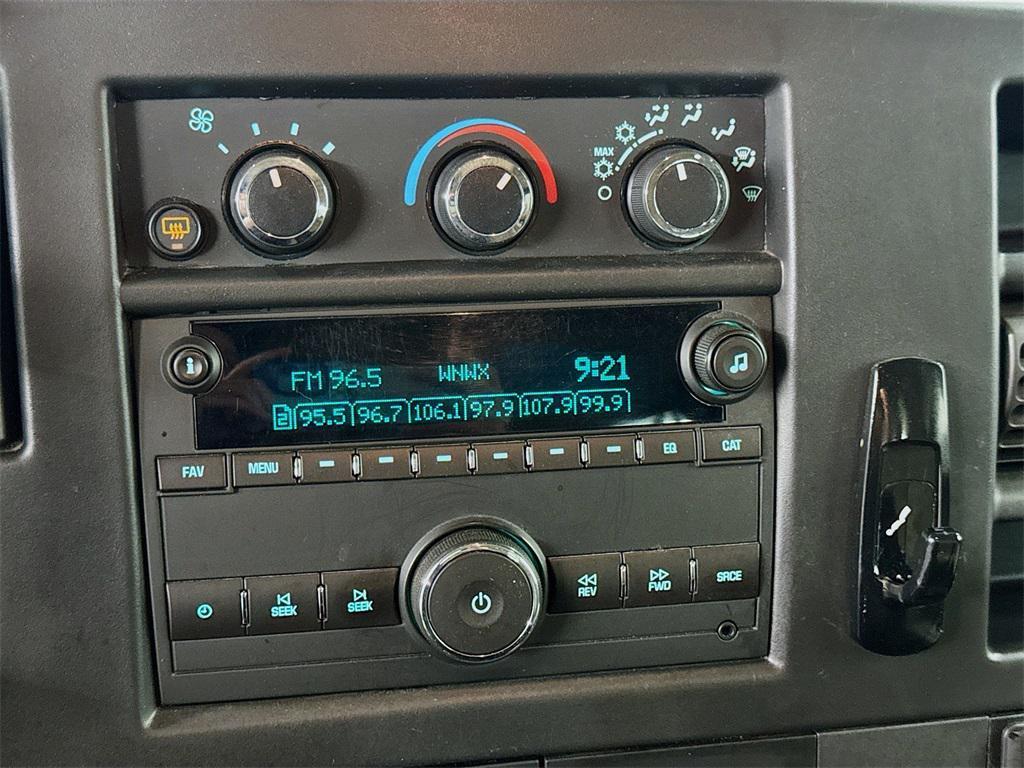 MAX
i
FM 96.5 WNWX 9:21
2 95.5 96.7 106.1 97.9 107.9 99.9
FAV MENU EQ CAT
SEEK SEEK REV FWD SRCE